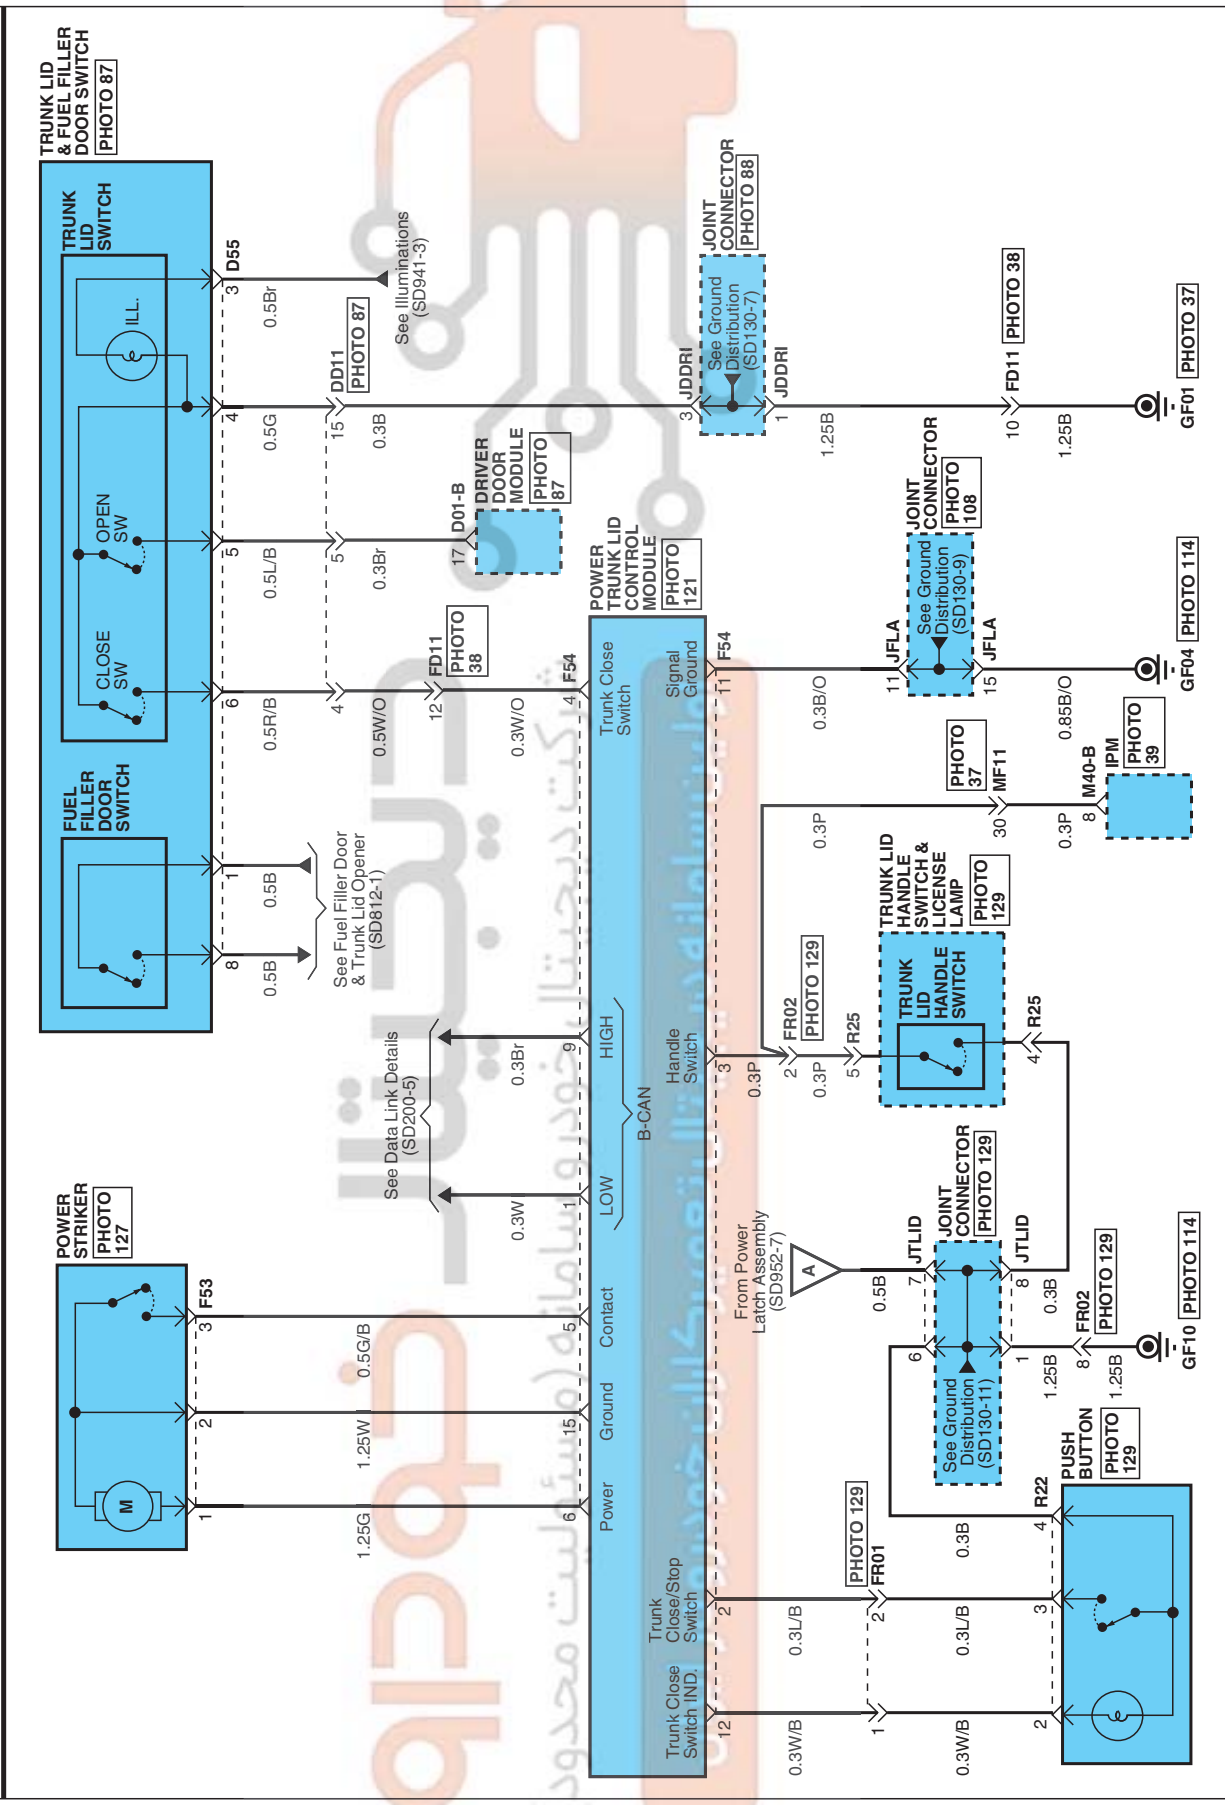 POWER
STRIKER
PHOTO
127
M
1
2
3
F53
1.25G
1.25W
0.5G/B
6
15
5
Power
Ground
Contact
FUEL
FILLER
DOOR
SWITCH
TRUNK
LID
SWITCH
CLOSE
SW
OPEN
SW
ILL.
TRUNK LID
& FUEL FILLER
DOOR SWITCH
PHOTO 87
8
1
6
5
4
3
D55
0.5B
0.5B
0.5R/B
0.5L/B
0.5G
0.5Br
See Fuel Filler Door
& Trunk Lid Opener
(SD812-1)
See Illuminations
(SD941-3)
4
5
15
DD11
PHOTO 87
0.5W/O
0.3Br
0.3B
12
FD11
PHOTO
38
17
D01-B
DRIVER
DOOR
MODULE
PHOTO
87
0.3W/O
4
F54
See Data Link Details
(SD200-5)
0.3W
0.3Br
1
9
LOW
HIGH
B-CAN
Trunk Close
Switch
POWER
TRUNK LID
CONTROL
MODULE
PHOTO
121
Trunk Close
Switch IND.
Trunk
Close/Stop
Switch
Handle
Switch
Signal
Ground
12
2
3
11
F54
3
JDDRI
JOINT
CONNECTOR
PHOTO 88
See Ground
Distribution
(SD130-7)
1
JDDRI
1.25B
10
FD11
PHOTO 38
1.25B
GF01
PHOTO 37
0.3L/B
0.3W/B
1
2
FR01
PHOTO 129
0.3W/B
0.3L/B
0.3B
2
3
4
R22
PUSH
BUTTON
PHOTO
129
From Power
Latch Assembly
(SD952-7)
A
0.5B
6
7
JTLID
JOINT
CONNECTOR
PHOTO 129
See Ground
Distribution
(SD130-11)
1
8
JTLID
1.25B
0.3B
8
FR02
PHOTO 129
1.25B
GF10
PHOTO 114
0.3P
2
FR02
PHOTO 129
0.3P
5
R25
TRUNK LID
HANDLE
SWITCH &
LICENSE
LAMP
PHOTO
129
TRUNK
LID
HANDLE
SWITCH
4
R25
0.3P
30
MF11
PHOTO
37
0.3P
8
M40-B
IPM
PHOTO
39
0.3B/O
11
JFLA
JOINT
CONNECTOR
PHOTO
108
See Ground
Distribution
(SD130-9)
15
JFLA
0.85B/O
GF04
PHOTO 114